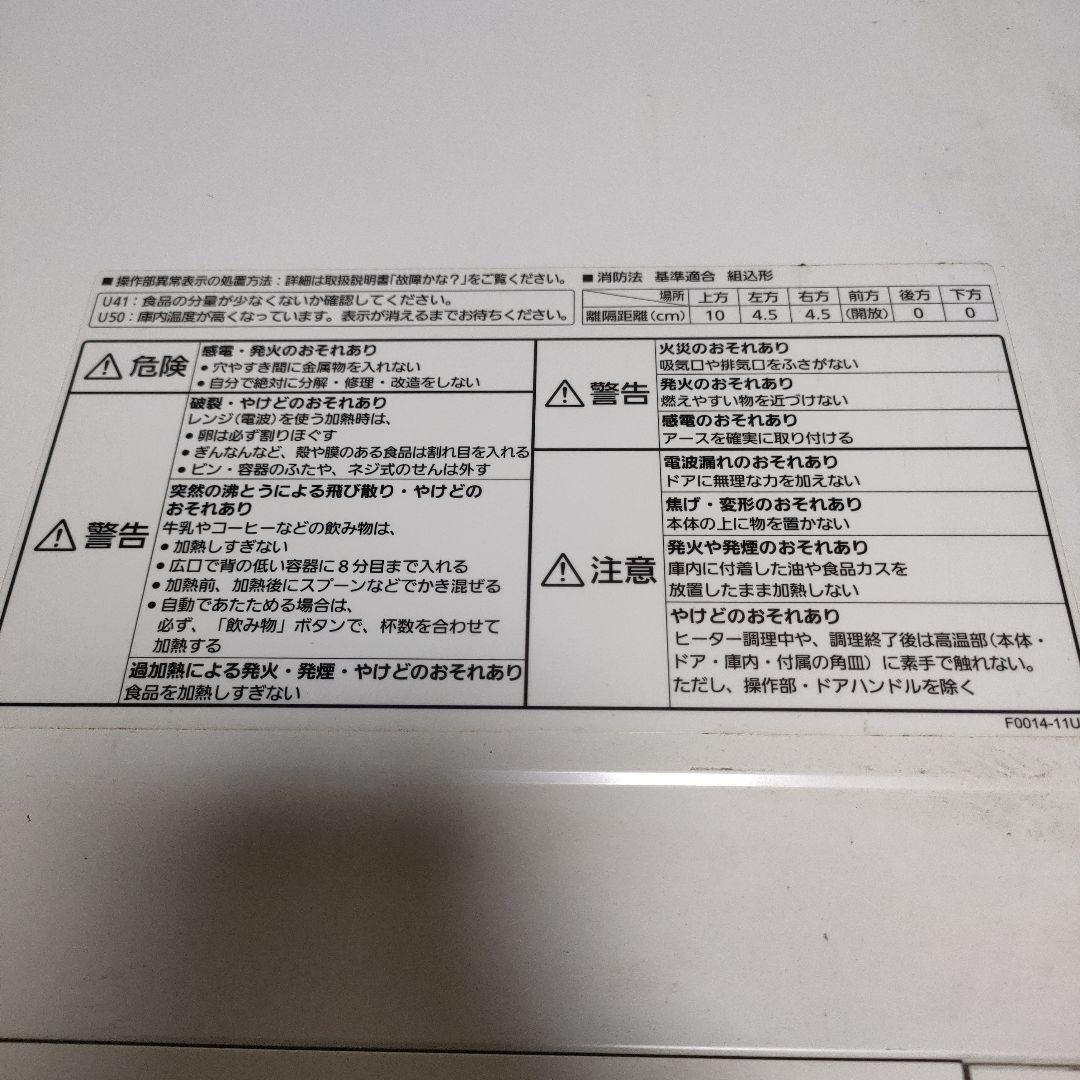 ■ 操作部異常表示の処置方法：詳細は取扱説明書「故障かな？」をご覧ください。
U41：食品の分量が少なくないか確認してください。
U50：庫内温度が高くなっています。表示が消えるまでお待ちください。
■ 消防法 基準適合 組込形
場所 上方 左方 右方 前方 後方 下方
離隔距離(cm) 10 4.5 4.5 (開放) 0 0
⚠ 危険
感電・発火のおそれあり
● 穴やすき間に金属物を入れない
● 自分で絶対に分解・修理・改造をしない
⚠ 警告
破裂・やけどのおそれあり
レンジ(電波)を使う加熱時は、
● 卵は必ず割りほぐす
● ぎんなんなど、殻や膜のある食品は割れ目を入れる
● ビン・容器のふたや、ネジ式のせんは外す
突然の沸とうによる飛び散り・やけどの
おそれあり
牛乳やコーヒーなどの飲み物は、
● 加熱しすぎない
● 広口で背の低い容器に８分目まで入れる
● 加熱前、加熱後にスプーンなどでかき混ぜる
● 自動であたためる場合は、
必ず、「飲み物」ボタンで、杯数を合わせて
加熱する
過加熱による発火・発煙・やけどのおそれあり
食品を加熱しすぎない
⚠ 警告
火災のおそれあり
吸気口や排気口をふさがない
発火のおそれあり
燃えやすい物を近づけない
感電のおそれあり
アースを確実に取り付ける
⚠ 注意
電波漏れのおそれあり
ドアに無理な力を加えない
焦げ・変形のおそれあり
本体の上に物を置かない
発火や発煙のおそれあり
庫内に付着した油や食品カスを
放置したまま加熱しない
やけどのおそれあり
ヒーター調理中や、調理終了後は高温部(本体・
ドア・庫内・付属の角皿)に素手で触れない。
ただし、操作部・ドアハンドルを除く
F0014-11U